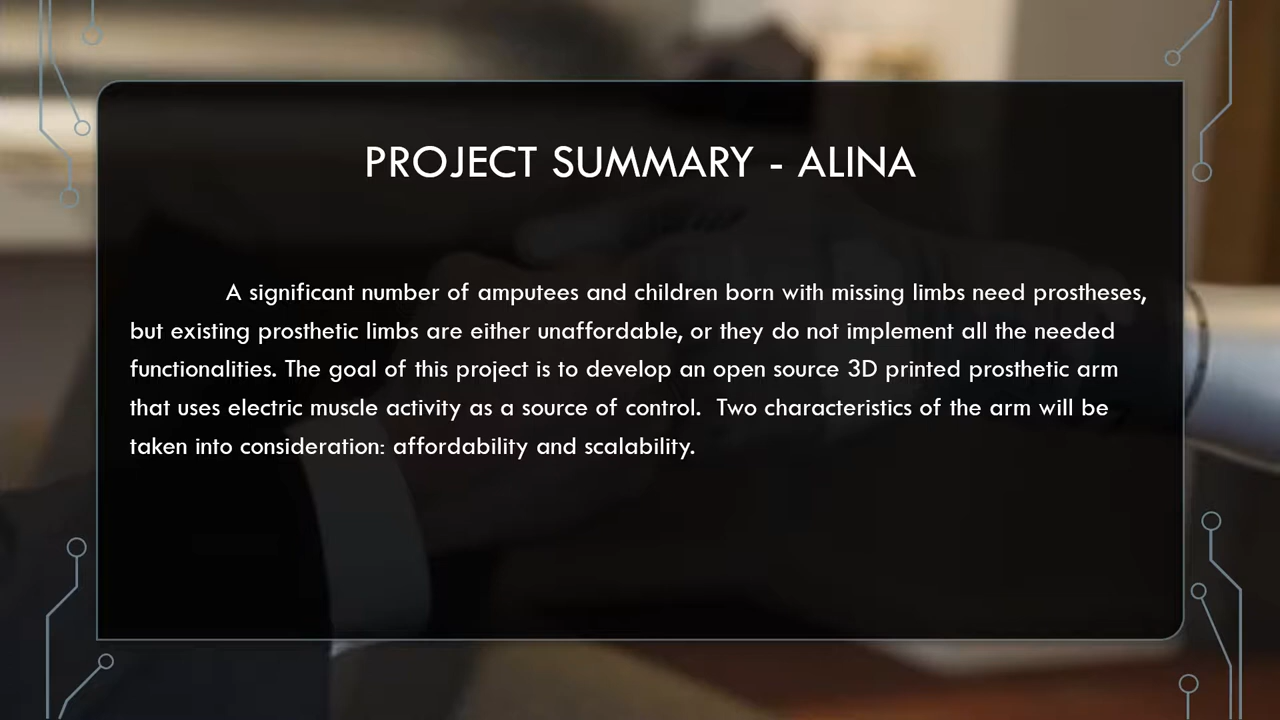 PROJECT SUMMARY - ALINA
A significant number of amputees and children born with missing limbs need prostheses,
but existing prosthetic limbs are either unaffordable, or they do not implement all the needed
functionalities. The goal of this project is to develop an open source 3D printed prosthetic arm
that uses electric muscle activity as a source of control.  Two characteristics of the arm will be
taken into consideration: affordability and scalability.